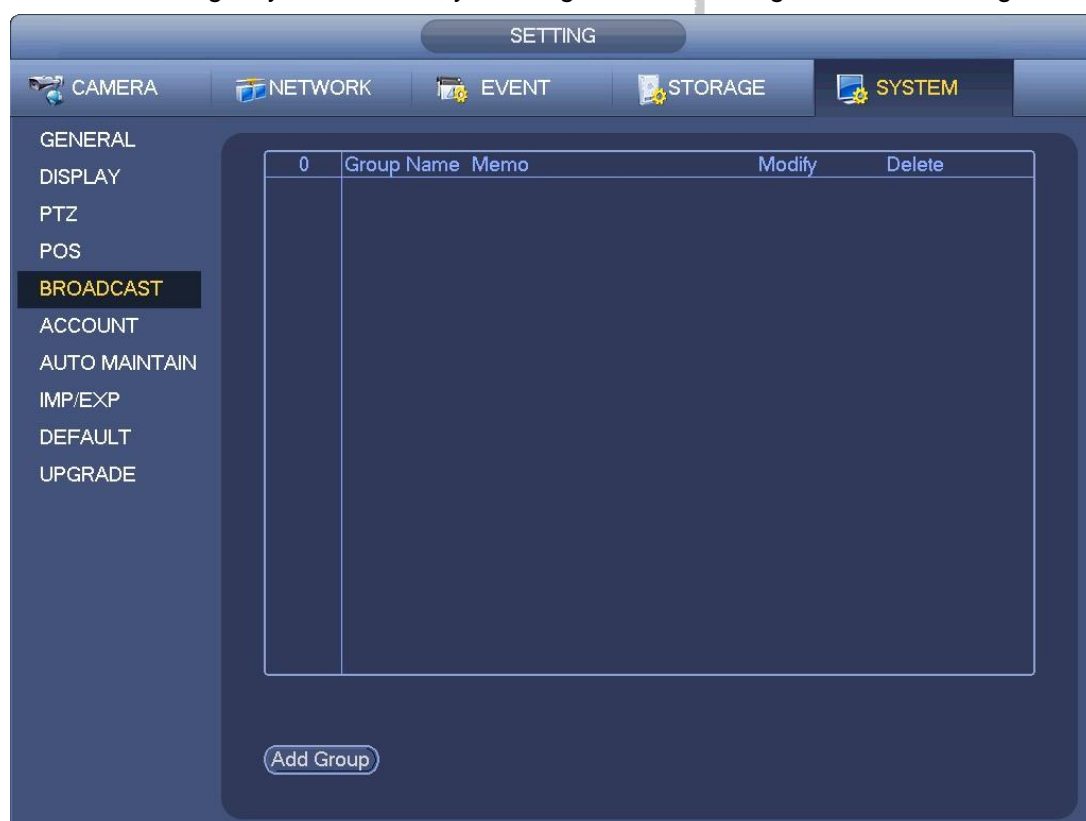 SETTING
CAMERA NETWORK EVENT STORAGE SYSTEM
GENERAL
DISPLAY
PTZ
POS
BROADCAST
ACCOUNT
AUTO MAINTAIN
IMP/EXP
DEFAULT
UPGRADE
0 Group Name Memo Modify Delete
Add Group